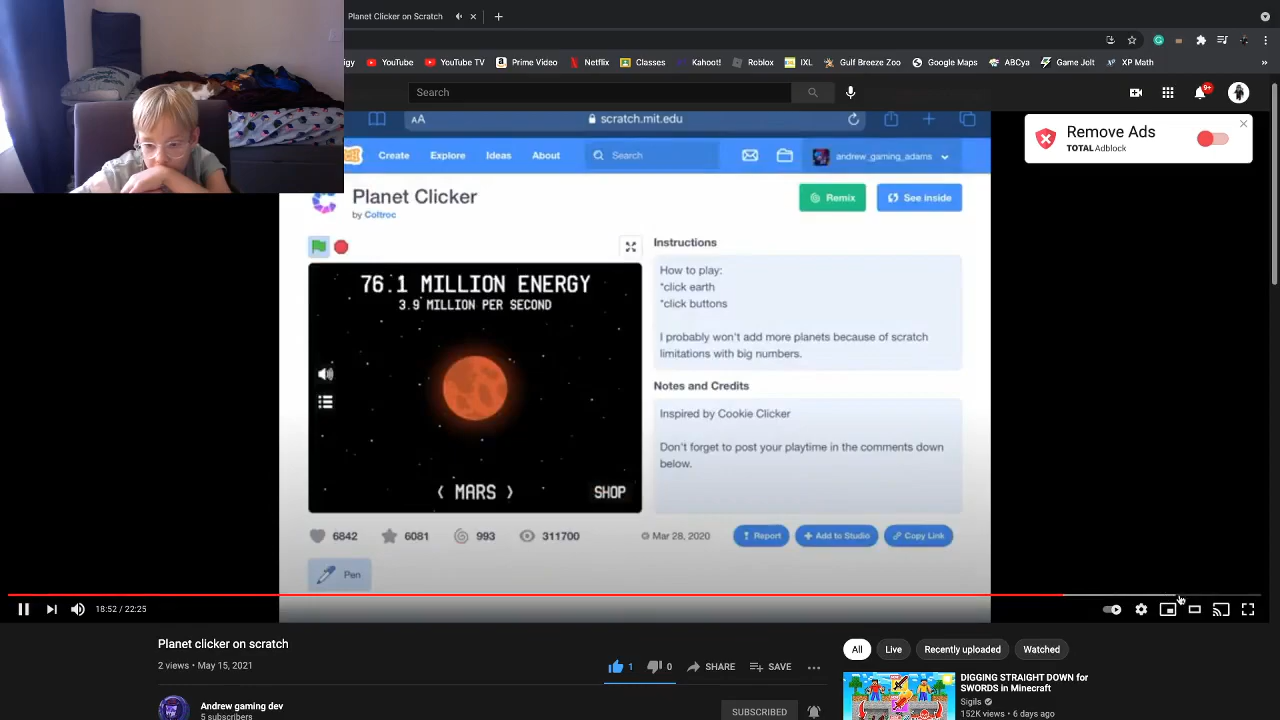 Planet Clicker on Scratch
igy YouTube YouTube TV Prime Video Netflix Classes Kahoot! Roblox IXL Gulf Breeze Zoo Google Maps ABCya Game Jolt XP Math »
Search
9+
AA scratch.mit.edu
Remove Ads
TOTAL Adblock
Create Explore Ideas About Search andrew_gaming_adams
Planet Clicker
by Coltroc
Remix See inside
76.1 MILLION ENERGY
3.9 MILLION PER SECOND
< MARS >
SHOP
Instructions
How to play:
*click earth
*click buttons
I probably won't add more planets because of scratch
limitations with big numbers.
Notes and Credits
Inspired by Cookie Clicker
Don't forget to post your playtime in the comments down
below.
6842 6081 993 311700 Mar 28, 2020 Report Add to Studio Copy Link
Pen
18:52 / 22:25
Planet clicker on scratch
2 views • May 15, 2021
1 0 SHARE SAVE
Andrew gaming dev
5 subscribers
SUBSCRIBED
All Live Recently uploaded Watched
DIGGING STRAIGHT DOWN for
SWORDS in Minecraft
Sigils
152K views • 6 days ago